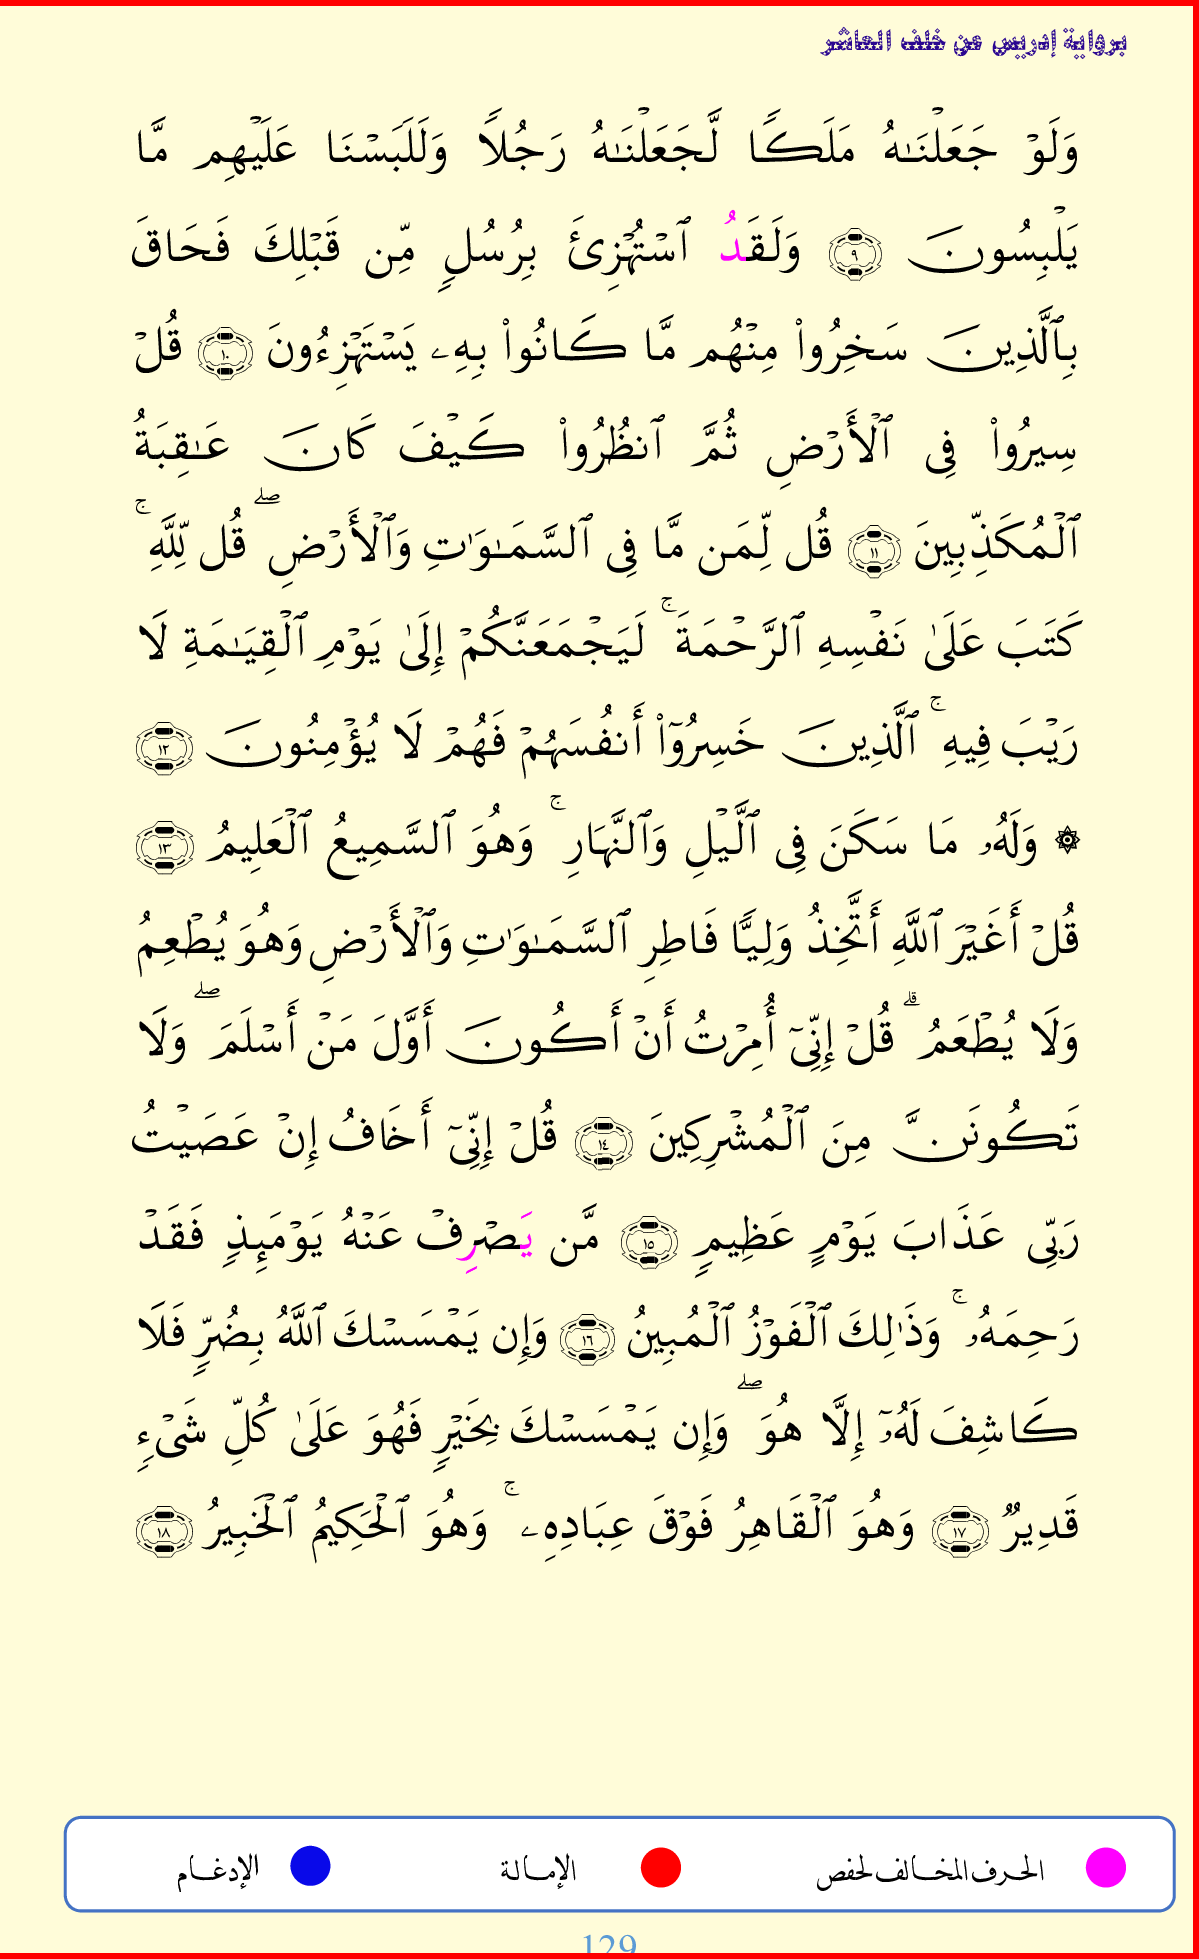 برواية إدريس عن خلف العاشر
وَلَوْ جَعَلْنَـٰهُ مَلَكًا لَّجَعَلْنَـٰهُ رَجُلًا وَلَلَبَسْنَا عَلَيْهِم مَّا
يَلْبِسُونَ ٩ وَلَقَدُ ٱسْتُهْزِئَ بِرُسُلٍ مِّن قَبْلِكَ فَحَاقَ
بِٱلَّذِينَ سَخِرُوا۟ مِنْهُم مَّا كَانُوا۟ بِهِۦ يَسْتَهْزِءُونَ ١٠ قُلْ
سِيرُوا۟ فِى ٱلْأَرْضِ ثُمَّ ٱنظُرُوا۟ كَيْفَ كَانَ عَـٰقِبَةُ
ٱلْمُكَذِّبِينَ ١١ قُل لِّمَن مَّا فِى ٱلسَّمَـٰوَٰتِ وَٱلْأَرْضِ ۖ قُل لِّلَّهِ ۚ
كَتَبَ عَلَىٰ نَفْسِهِ ٱلرَّحْمَةَ ۚ لَيَجْمَعَنَّكُمْ إِلَىٰ يَوْمِ ٱلْقِيَـٰمَةِ لَا
رَيْبَ فِيهِ ۚ ٱلَّذِينَ خَسِرُوٓا۟ أَنفُسَهُمْ فَهُمْ لَا يُؤْمِنُونَ ١٢
۞ وَلَهُۥ مَا سَكَنَ فِى ٱلَّيْلِ وَٱلنَّهَارِ ۚ وَهُوَ ٱلسَّمِيعُ ٱلْعَلِيمُ ١٣
قُلْ أَغَيْرَ ٱللَّهِ أَتَّخِذُ وَلِيًّا فَاطِرِ ٱلسَّمَـٰوَٰتِ وَٱلْأَرْضِ وَهُوَ يُطْعِمُ
وَلَا يُطْعَمُ ۗ قُلْ إِنِّىٓ أُمِرْتُ أَنْ أَكُونَ أَوَّلَ مَنْ أَسْلَمَ ۖ وَلَا
تَكُونَنَّ مِنَ ٱلْمُشْرِكِينَ ١٤ قُلْ إِنِّىٓ أَخَافُ إِنْ عَصَيْتُ
رَبِّى عَذَابَ يَوْمٍ عَظِيمٍ ١٥ مَّن يَصْرِفْ عَنْهُ يَوْمَئِذٍ فَقَدْ
رَحِمَهُۥ ۚ وَذَٰلِكَ ٱلْفَوْزُ ٱلْمُبِينُ ١٦ وَإِن يَمْسَسْكَ ٱللَّهُ بِضُرٍّ فَلَا
كَاشِفَ لَهُۥٓ إِلَّا هُوَ ۖ وَإِن يَمْسَسْكَ بِخَيْرٍ فَهُوَ عَلَىٰ كُلِّ شَىْءٍ
قَدِيرٌ ١٧ وَهُوَ ٱلْقَاهِرُ فَوْقَ عِبَادِهِۦ ۚ وَهُوَ ٱلْحَكِيمُ ٱلْخَبِيرُ ١٨
الحرف المخالف لحفص الإمالة الإدغام
129